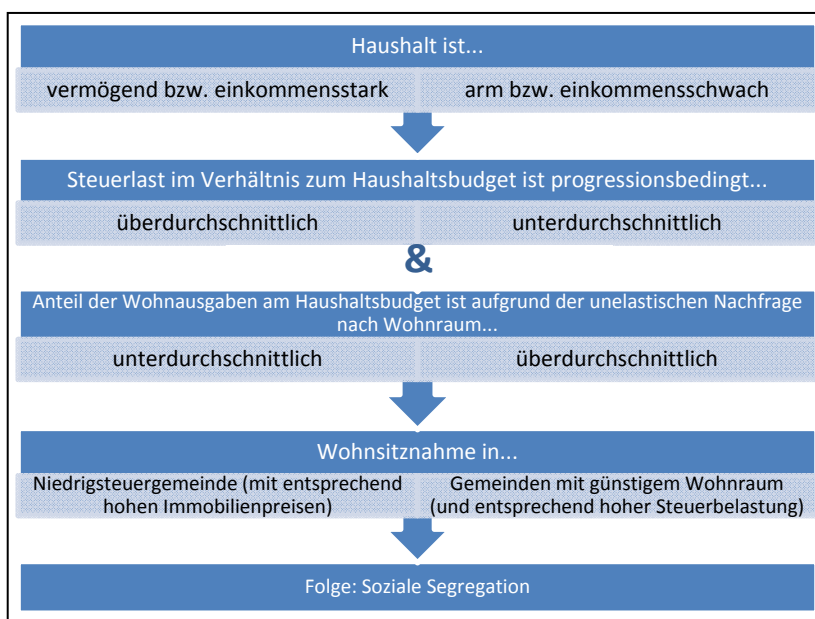 Haushalt ist...
vermögend bzw. einkommensstark
arm bzw. einkommensschwach
Steuerlast im Verhältnis zum Haushaltsbudget ist progressionsbedingt...
überdurchschnittlich
unterdurchschnittlich
&
Anteil der Wohnausgaben am Haushaltsbudget ist aufgrund der unelastischen Nachfrage
nach Wohnraum...
unterdurchschnittlich
überdurchschnittlich
Wohnsitznahme in...
Niedrigsteuergemeinde (mit entsprechend
hohen Immobilienpreisen)
Gemeinden mit günstigem Wohnraum
(und entsprechend hoher Steuerbelastung)
Folge: Soziale Segregation